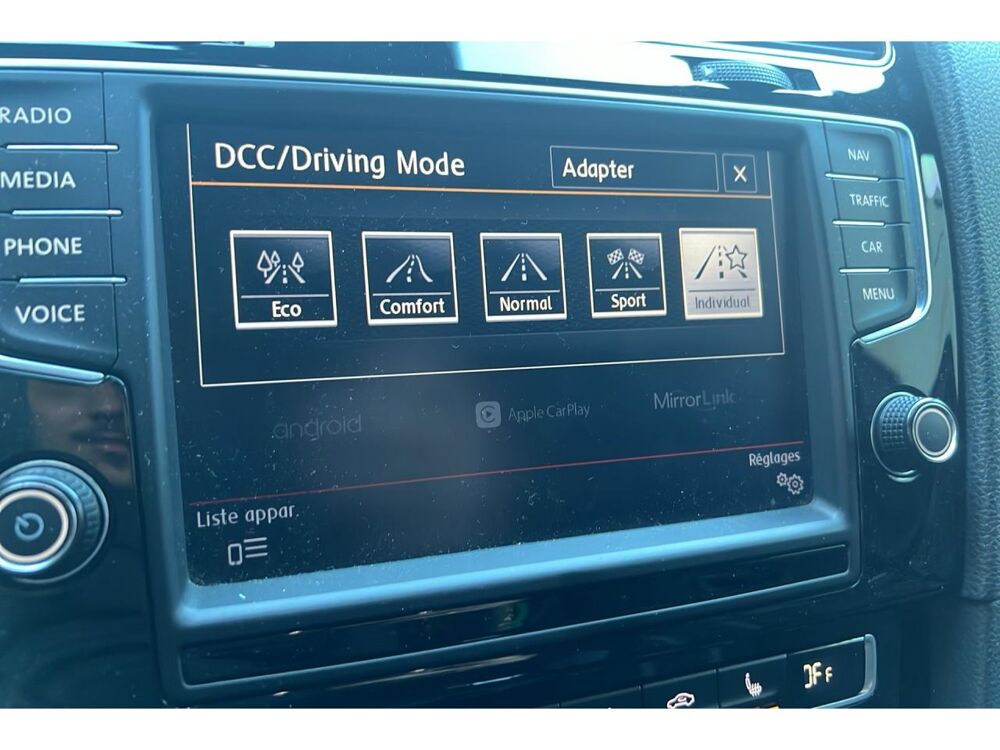 RADIO
MEDIA
PHONE
VOICE
DCC/Driving Mode
Adapter
X
Eco
Comfort
Normal
Sport
Individual
android
Apple CarPlay
MirrorLink
Réglages
Liste appar.
NAV
TRAFFIC
CAR
MENU